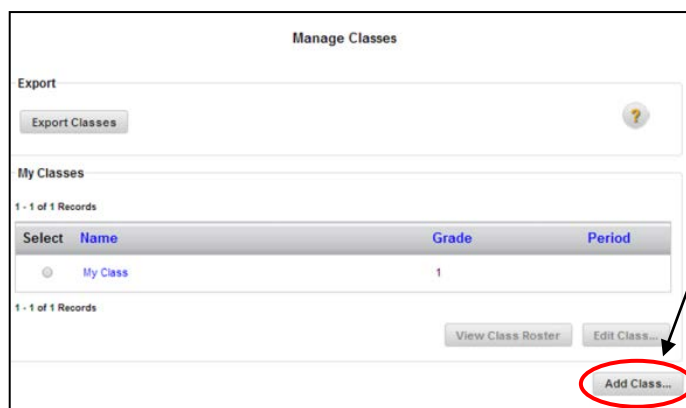 Manage Classes
Export
Export Classes
?
My Classes
1 - 1 of 1 Records
Select Name Grade Period
My Class 1
1 - 1 of 1 Records
View Class Roster Edit Class...
Add Class...